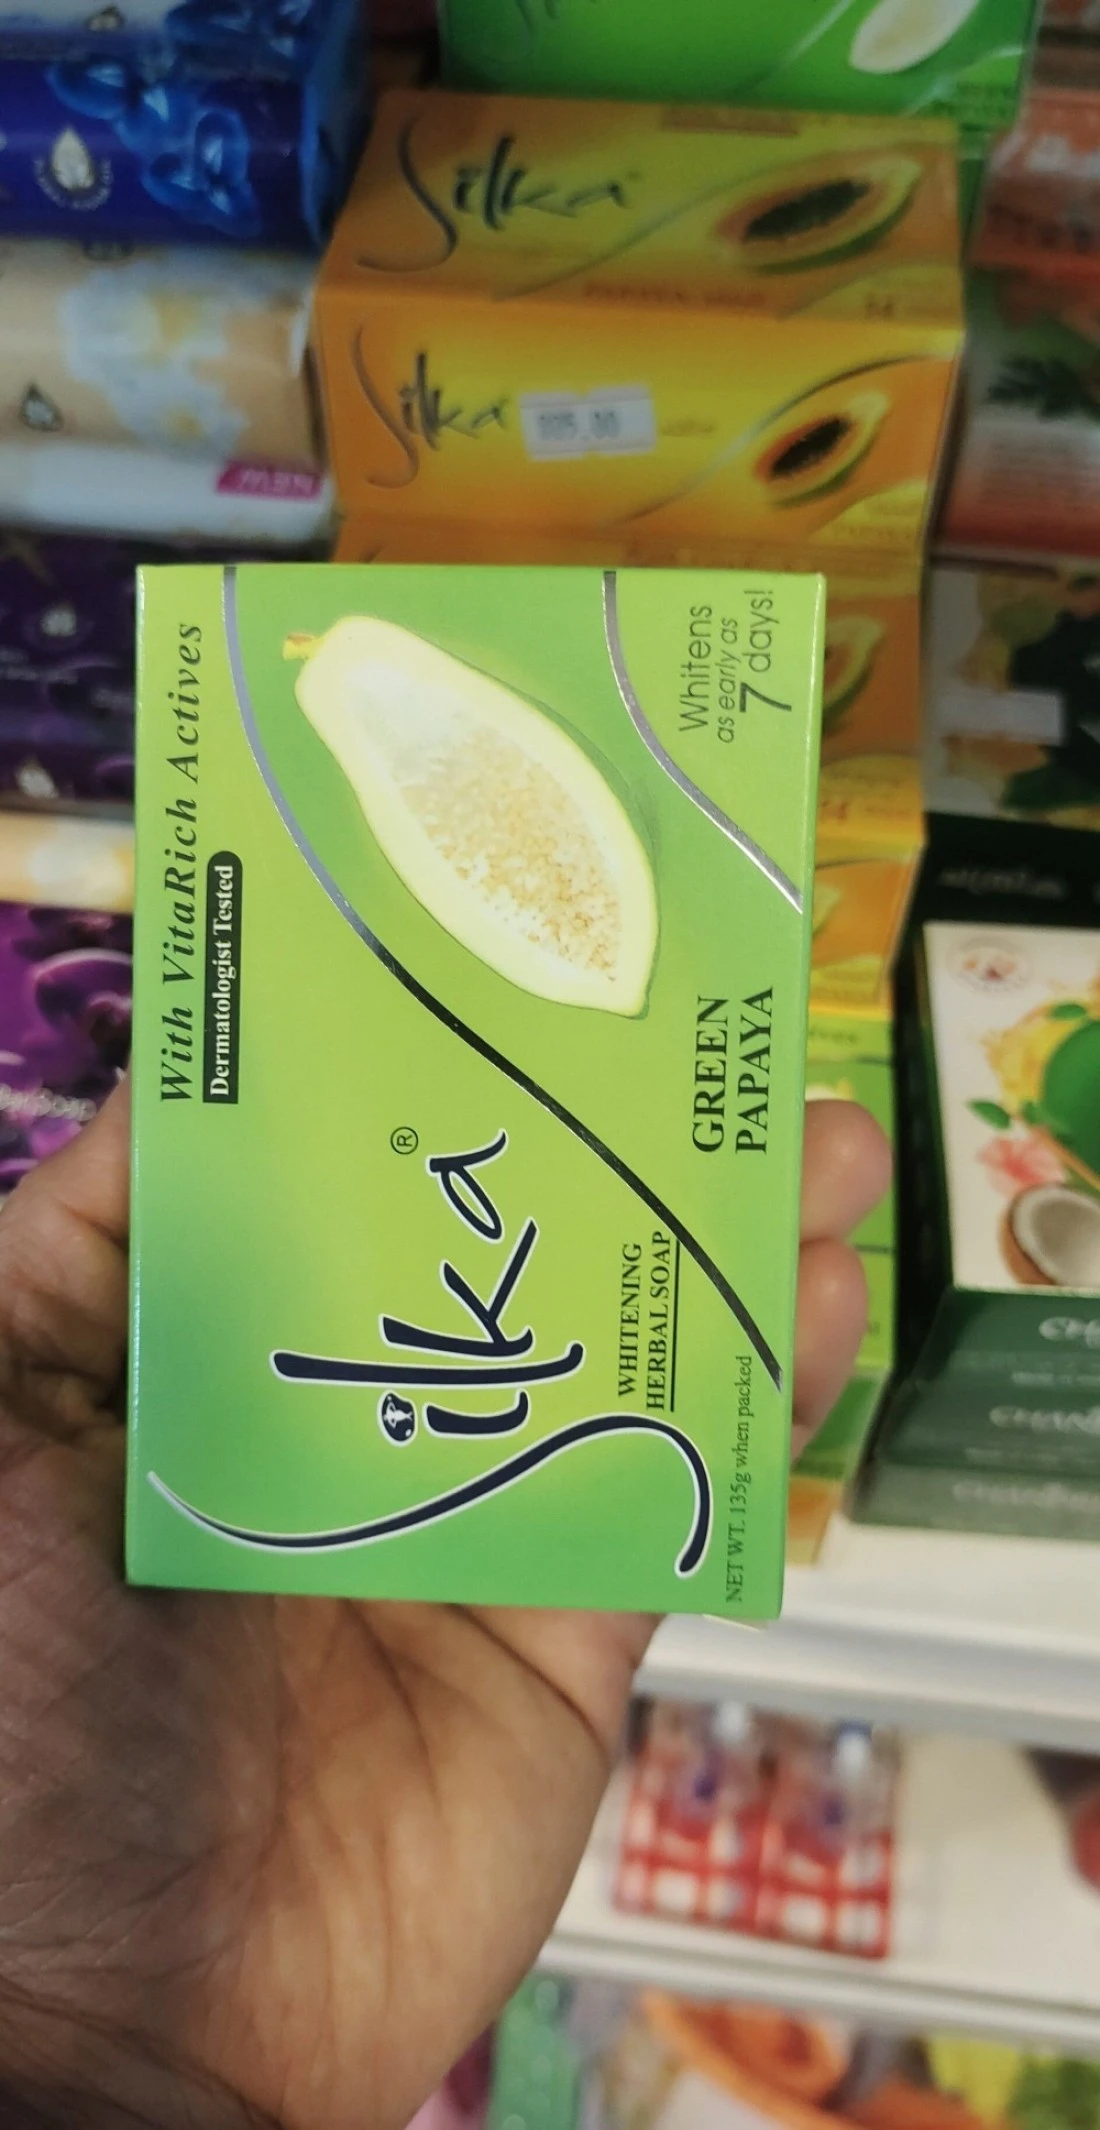 With VitaRich Actives
Dermatologist Tested
Silka®
WHITENING
HERBAL SOAP
GREEN
PAPAYA
Whitens
as early as
7 days!
NET WT. 135g when packed
Silka
Silka
NEW